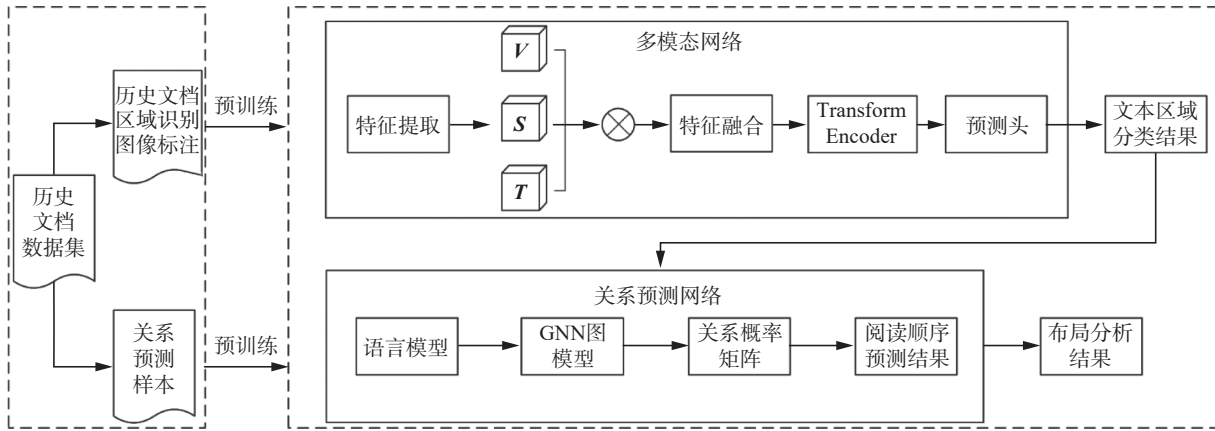 历史
文档
数据集
历史文档
区域识别
图像标注
预训练
关系
预测
样本
预训练
多模态网络
特征提取
V
S
T
特征融合
Transform
Encoder
预测头
文本区域
分类结果
关系预测网络
语言模型
GNN图
模型
关系概率
矩阵
阅读顺序
预测结果
布局分析
结果